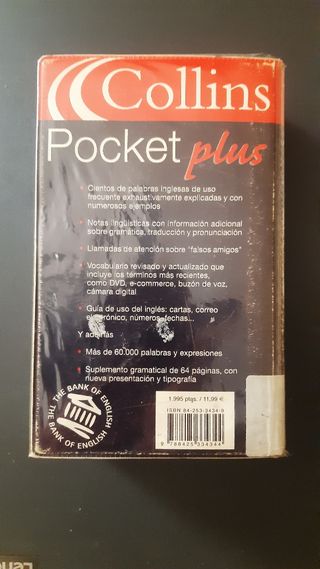 Collins
Pocket plus
• Cientos de palabras inglesas de uso
frecuente exhaustivamente explicadas y con
numerosos ejemplos
• Notas lingüísticas con información adicional
sobre gramática, traducción y pronunciación
• Llamadas de atención sobre "falsos amigos"
• Vocabulario revisado y actualizado que
incluye los términos más recientes,
como DVD, e-commerce, buzón de voz,
cámara digital
• Guía de uso del inglés: cartas, correo
electrónico, números, fechas...
Y además
• Más de 60.000 palabras y expresiones
• Suplemento gramatical de 64 páginas, con
nueva presentación y tipografía
THE BANK OF ENGLISH
THE BANK OF ENGLISH
1.995 ptas. / 11,99 €
ISBN 84-253-3434-9
9 788425 334344
Leno